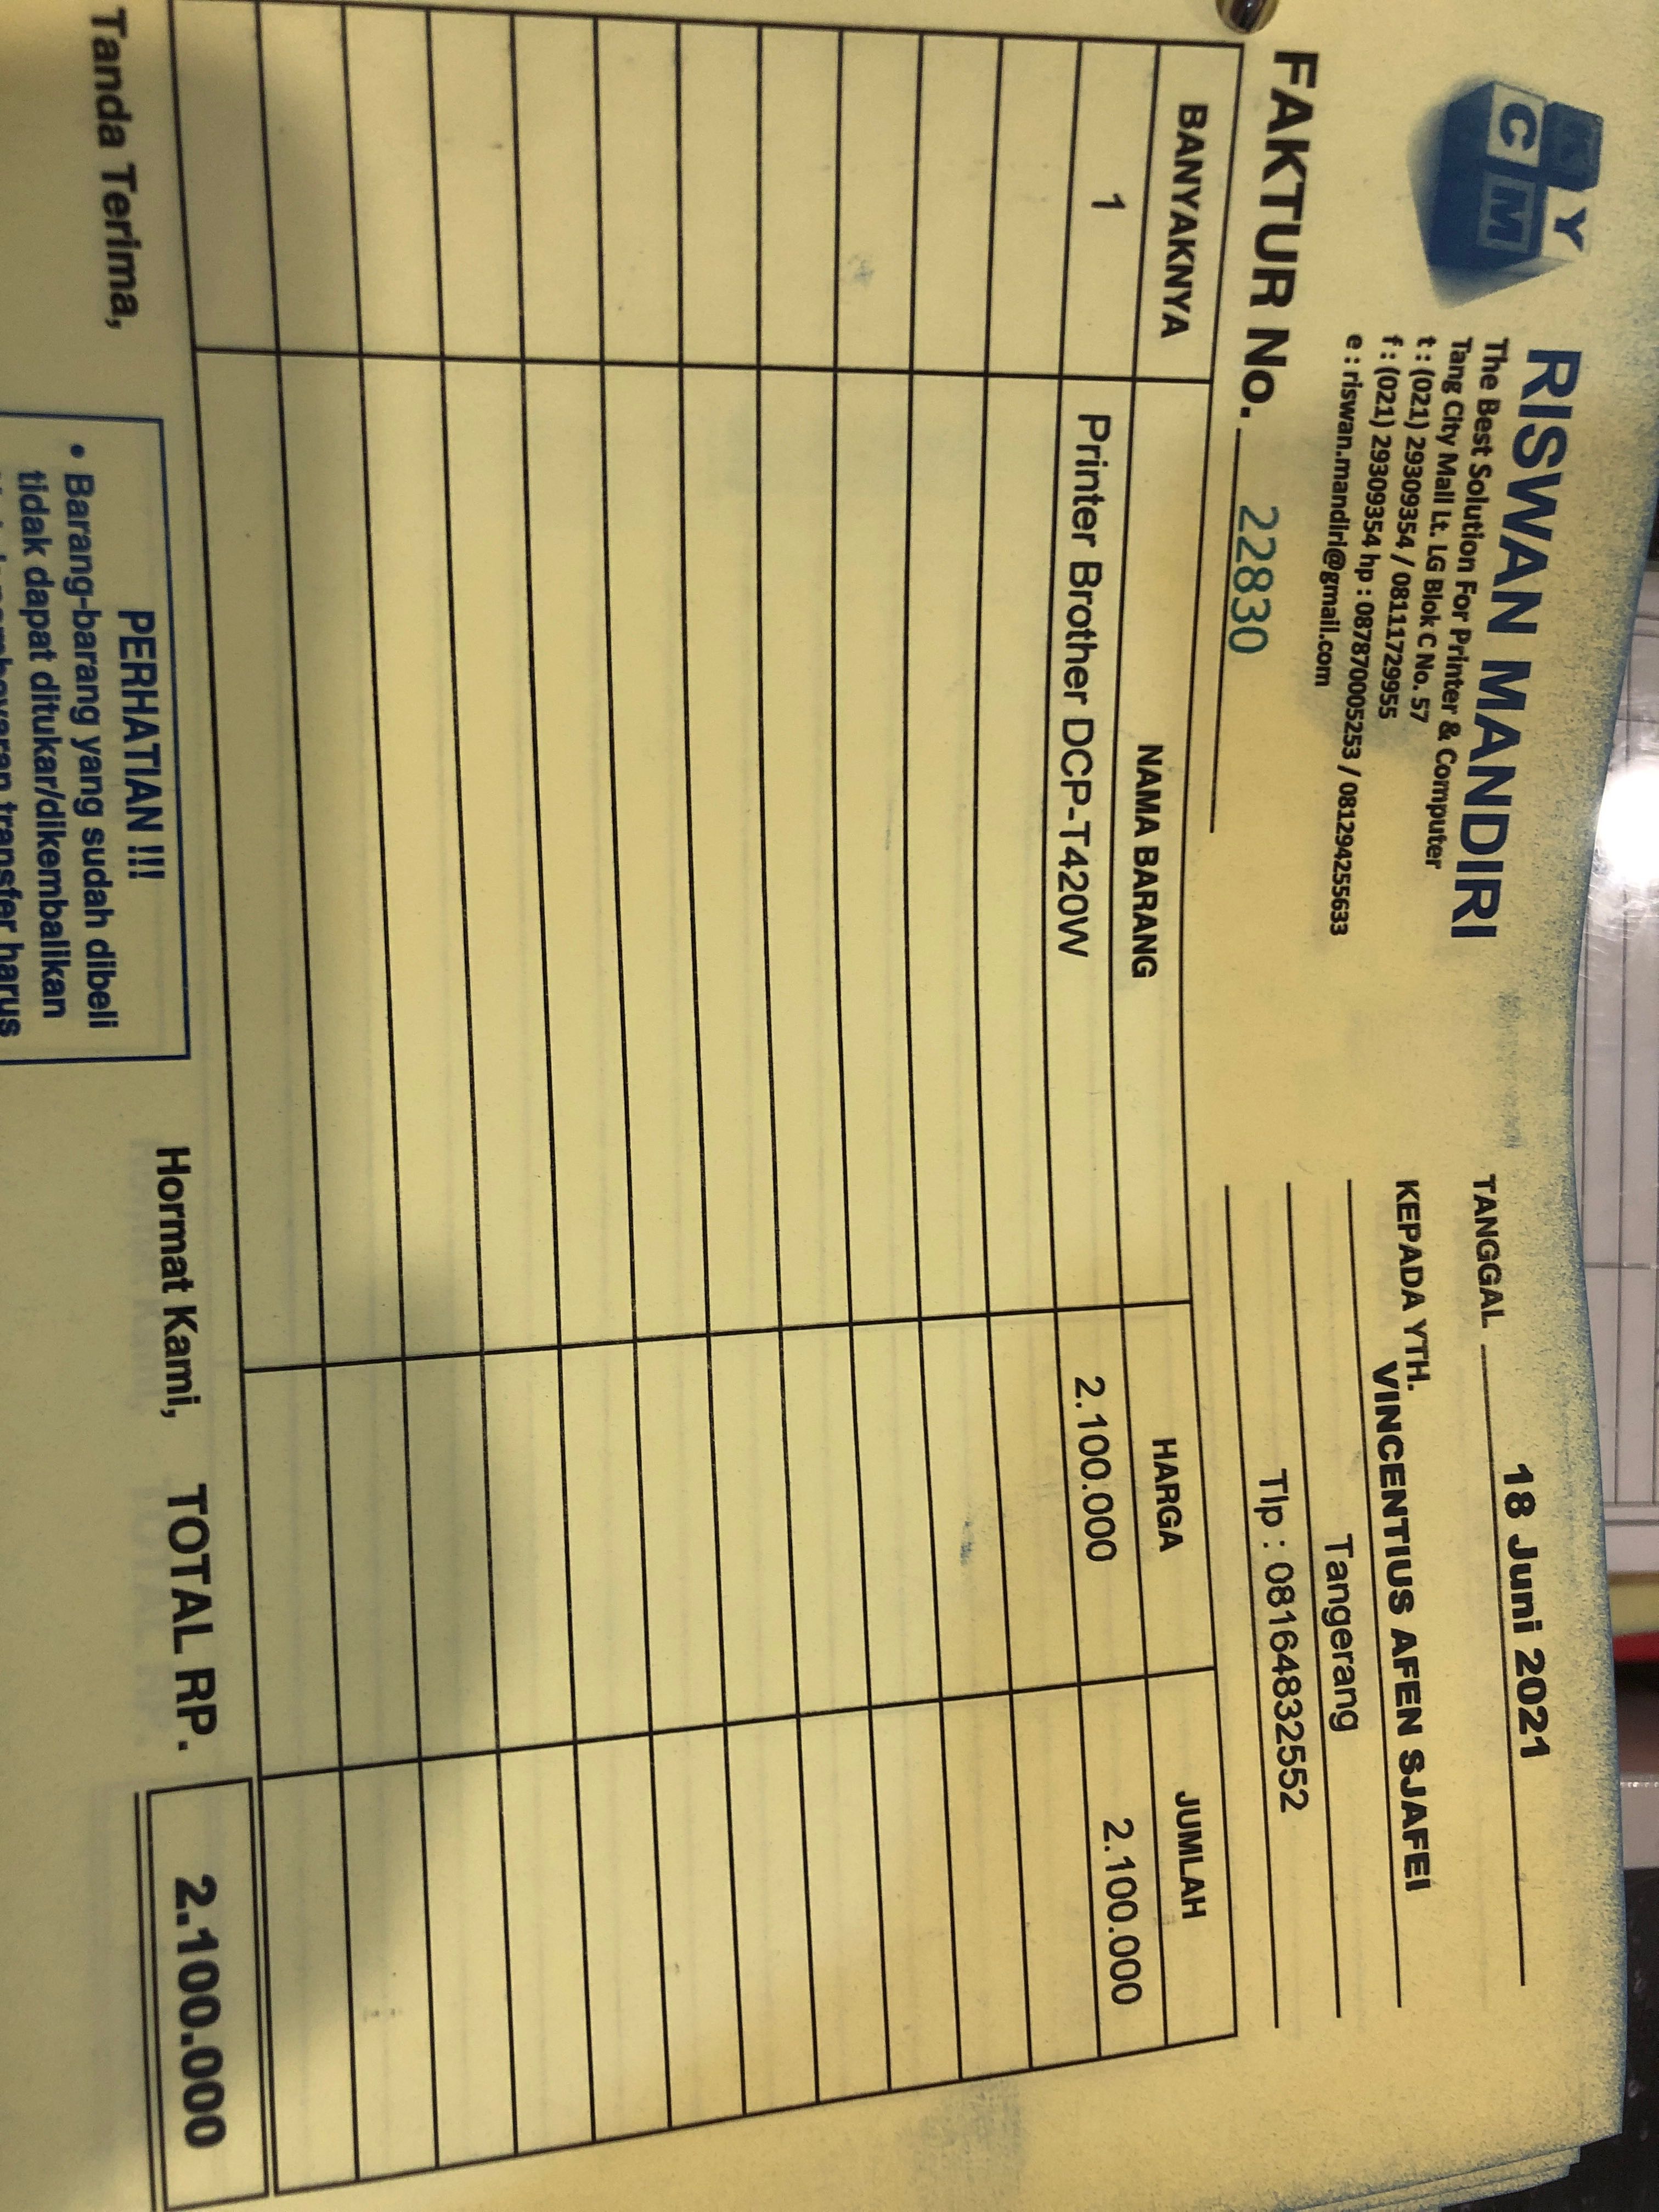 K Y
C M
RISWAN MANDIRI
The Best Solution For Printer & Computer
Tang City Mall Lt. LG Blok C No. 57
t : (021) 29309354 / 08111729955
f : (021) 29309354 hp : 087870005253 / 081294255633
e : riswan.mandiri@gmail.com
TANGGAL 18 Juni 2021
KEPADA YTH. VINCENTIUS AFEN SJAFEI
Tangerang
Tlp : 08164832552
FAKTUR No. 22830
BANYAKNYA NAMA BARANG HARGA JUMLAH
1 Printer Brother DCP-T420W 2.100.000 2.100.000
Tanda Terima,
Hormat Kami,
TOTAL RP. 2.100.000
PERHATIAN !!!
• Barang-barang yang sudah dibeli
tidak dapat ditukar/dikembalikan
transfer harus